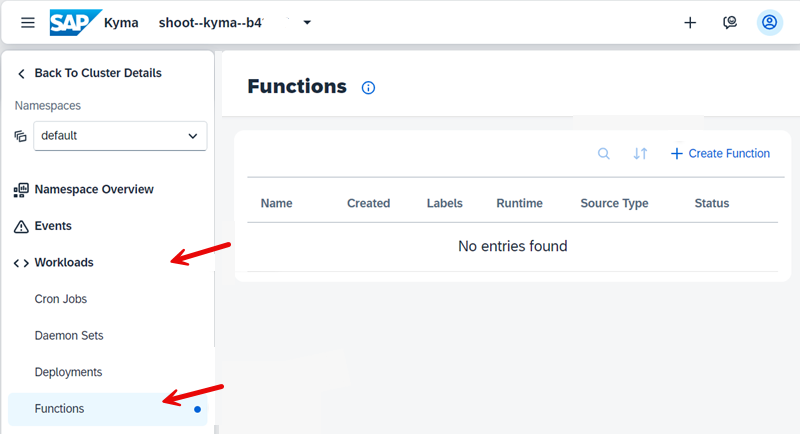 SAP Kyma shoot--kyma--b4
Back To Cluster Details
Namespaces
default
Namespace Overview
Events
Workloads
Cron Jobs
Daemon Sets
Deployments
Functions
Functions
Create Function
Name Created Labels Runtime Source Type Status
No entries found